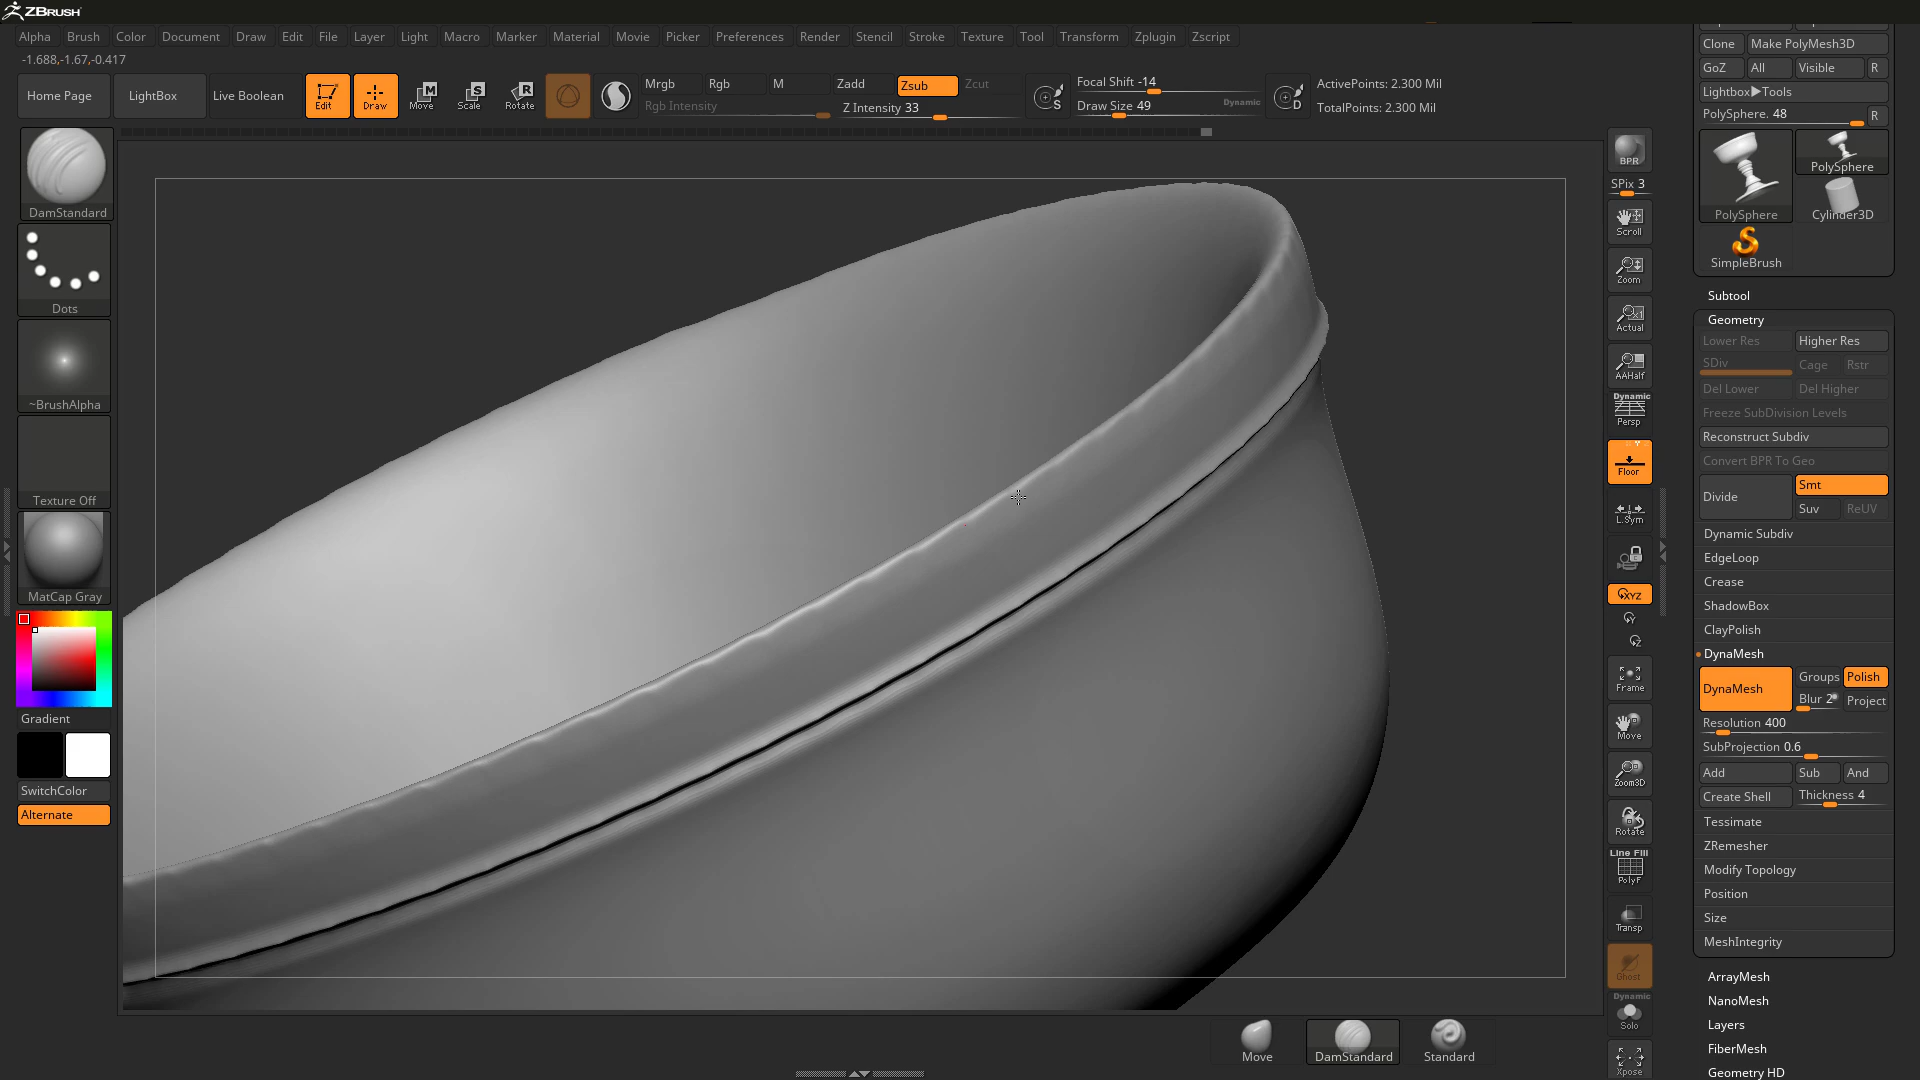 ZBRUSH
Alpha Brush Color Document Draw Edit File Layer Light Macro Marker Material Movie Picker Preferences Render Stencil Stroke Texture Tool Transform Zplugin Zscript
-1.688,-1.67,-0.417
Home Page LightBox Live Boolean Edit Draw Move Scale Rotate
Mrgb Rgb M Zadd Zsub Zcut
Rgb Intensity Z Intensity 33
Focal Shift -14
Draw Size 49 Dynamic
ActivePoints: 2.300 Mil
TotalPoints: 2.300 Mil
DamStandard
Dots
~BrushAlpha
Texture Off
MatCap Gray
Gradient
SwitchColor
Alternate
BPR
SPix 3
Scroll
Zoom
Actual
AAHalf
Dynamic
Persp
Floor
L.Sym
XYZ
Y
Z
Frame
Move
Zoom3D
Rotate
Line Fill
PolyF
Transp
Ghost
Dynamic
Solo
Xpose
Move DamStandard Standard
Clone Make PolyMesh3D
GoZ All Visible R
Lightbox▶Tools
PolySphere. 48 R
PolySphere
PolySphere
Cylinder3D
SimpleBrush
Subtool
Geometry
Lower Res Higher Res
SDiv Cage Rstr
Del Lower Del Higher
Freeze SubDivision Levels
Reconstruct Subdiv
Convert BPR To Geo
Divide Smt
Suv ReUV
Dynamic Subdiv
EdgeLoop
Crease
ShadowBox
ClayPolish
DynaMesh
DynaMesh Groups Polish
Blur 2 Project
Resolution 400
SubProjection 0.6
Add Sub And
Create Shell Thickness 4
Tessimate
ZRemesher
Modify Topology
Position
Size
MeshIntegrity
ArrayMesh
NanoMesh
Layers
FiberMesh
Geometry HD